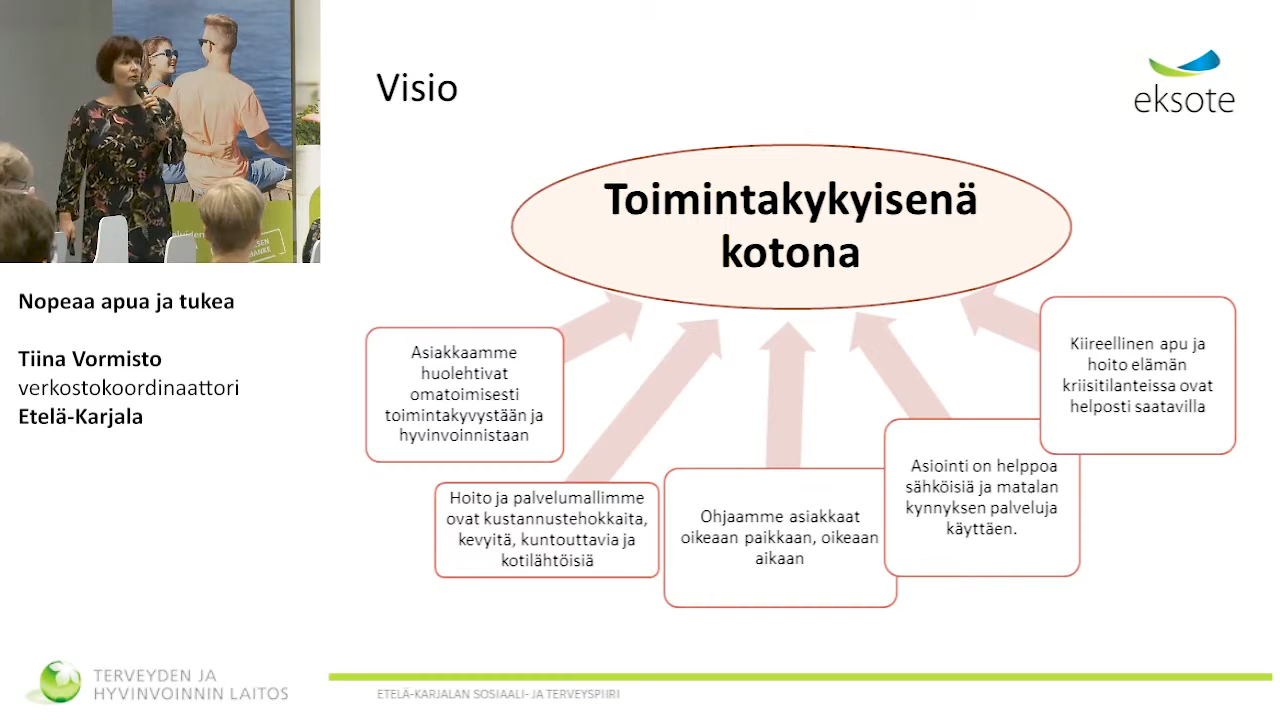 Visio
eksote
Toimintakykyisenä
kotona
Nopeaa apua ja tukea
Tiina Vormisto
verkostokoordinaattori
Etelä-Karjala
Asiakkaamme
huolehtivat
omatoimisesti
toimintakyvystään ja
hyvinvoinnistaan
Hoito ja palvelumallimme
ovat kustannustehokkaita,
kevyitä, kuntouttavia ja
kotilähtöisiä
Ohjaamme asiakkaat
oikeaan paikkaan, oikeaan
aikaan
Asiointi on helppoa
sähköisiä ja matalan
kynnyksen palveluja
käyttäen.
Kiireellinen apu ja
hoito elämän
kriisitilanteissa ovat
helposti saatavilla
TERVEYDEN JA
HYVINVOINNIN LAITOS
ETELÄ-KARJALAN SOSIAALI- JA TERVEYSPIIRI